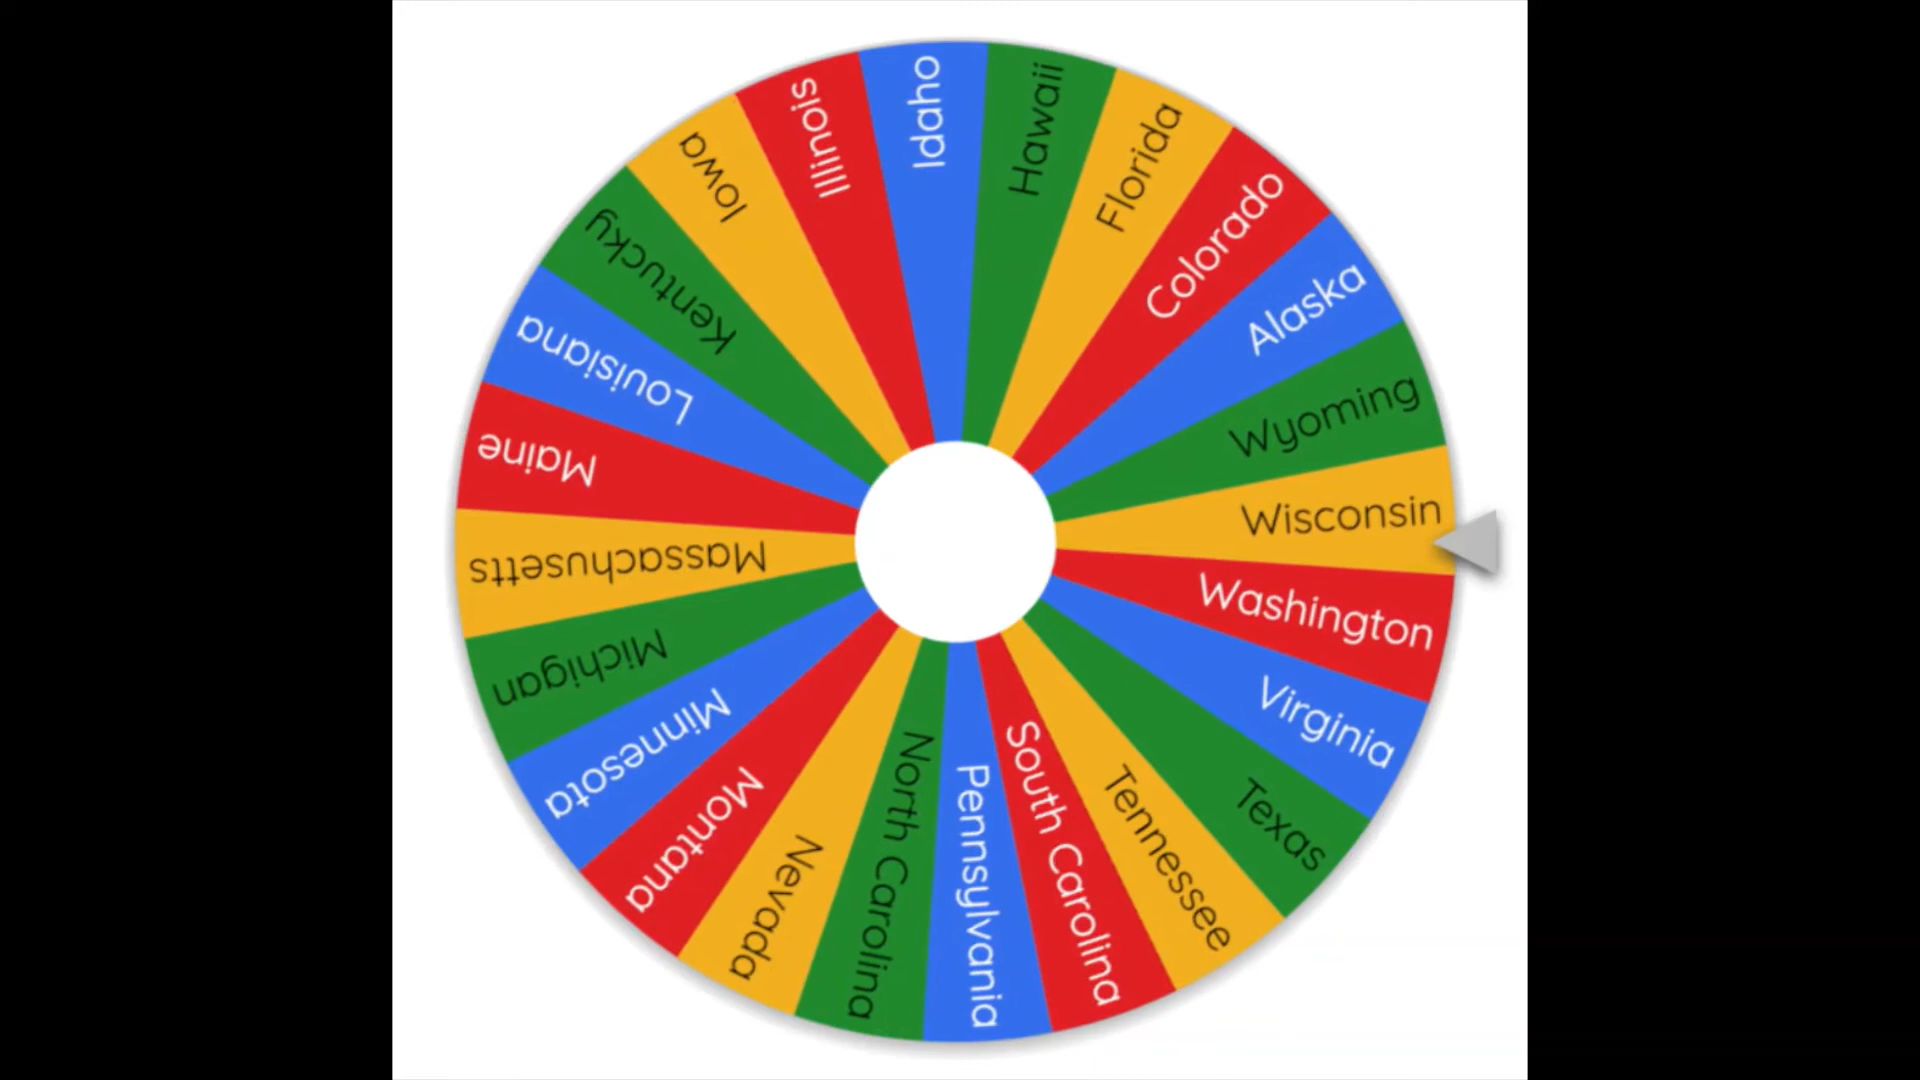 Idaho
Hawaii
Florida
Colorado
Alaska
Wyoming
Wisconsin
Washington
Virginia
Texas
Tennessee
South Carolina
Pennsylvania
North Carolina
Nevada
Montana
Minnesota
Michigan
Massachusetts
Maine
Louisiana
Kentucky
Iowa
Illinois